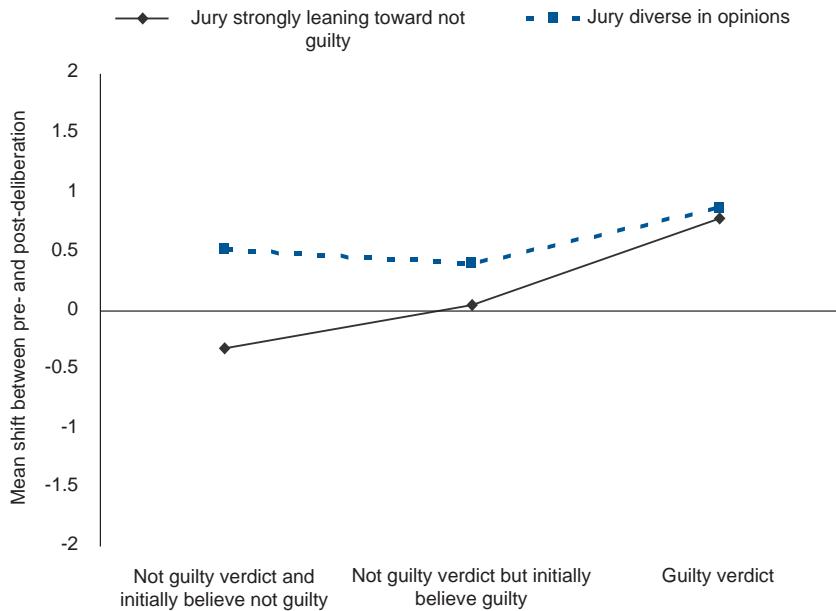 Jury strongly leaning toward not
guilty
Jury diverse in opinions
Mean shift between pre- and post-deliberation
2
1.5
1
0.5
0
-0.5
-1
-1.5
-2
Not guilty verdict and
initially believe not guilty
Not guilty verdict but initially
believe guilty
Guilty verdict